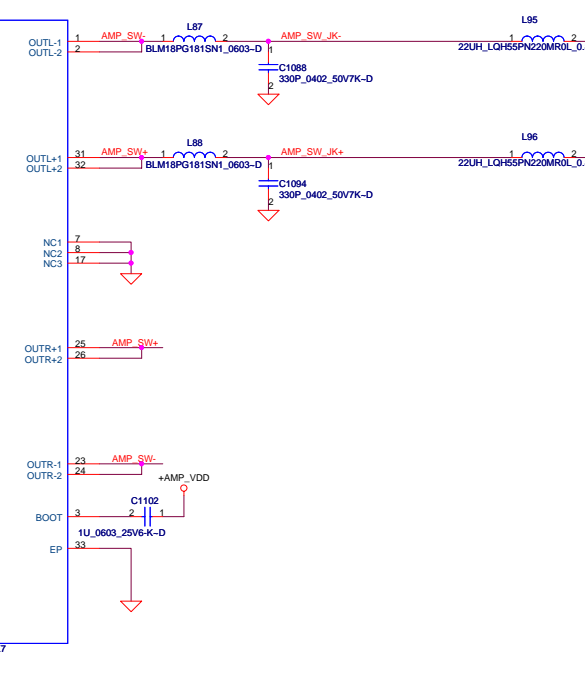 L87 L95
OUTL-1 1 AMP_SW- 1 2 AMP_SW_JK- 1 2
OUTL-2 2 BLM18PG181SN1_0603~D 1 22UH_LQH55PN220MR0L_0.
C1088
330P_0402_50V7K~D
2
L88 L96
OUTL+1 31 AMP_SW+ 1 2 AMP_SW_JK+ 1 2
OUTL+2 32 BLM18PG181SN1_0603~D 1 22UH_LQH55PN220MR0L_0.
C1094
330P_0402_50V7K~D
2
NC1 7
NC2 8
NC3 17
OUTR+1 25 AMP_SW+
OUTR+2 26
OUTR-1 23 AMP_SW-
OUTR-2 24
+AMP_VDD
C1102
BOOT 3 2 1
1U_0603_25V6-K~D
EP 33
7